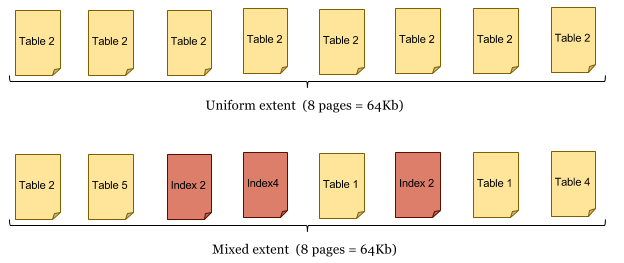 Table 2 Table 2 Table 2 Table 2 Table 2 Table 2 Table 2 Table 2
Uniform extent (8 pages = 64Kb)
Table 2 Table 5 Index 2 Index4 Table 1 Index 2 Table 1 Table 4
Mixed extent (8 pages = 64Kb)